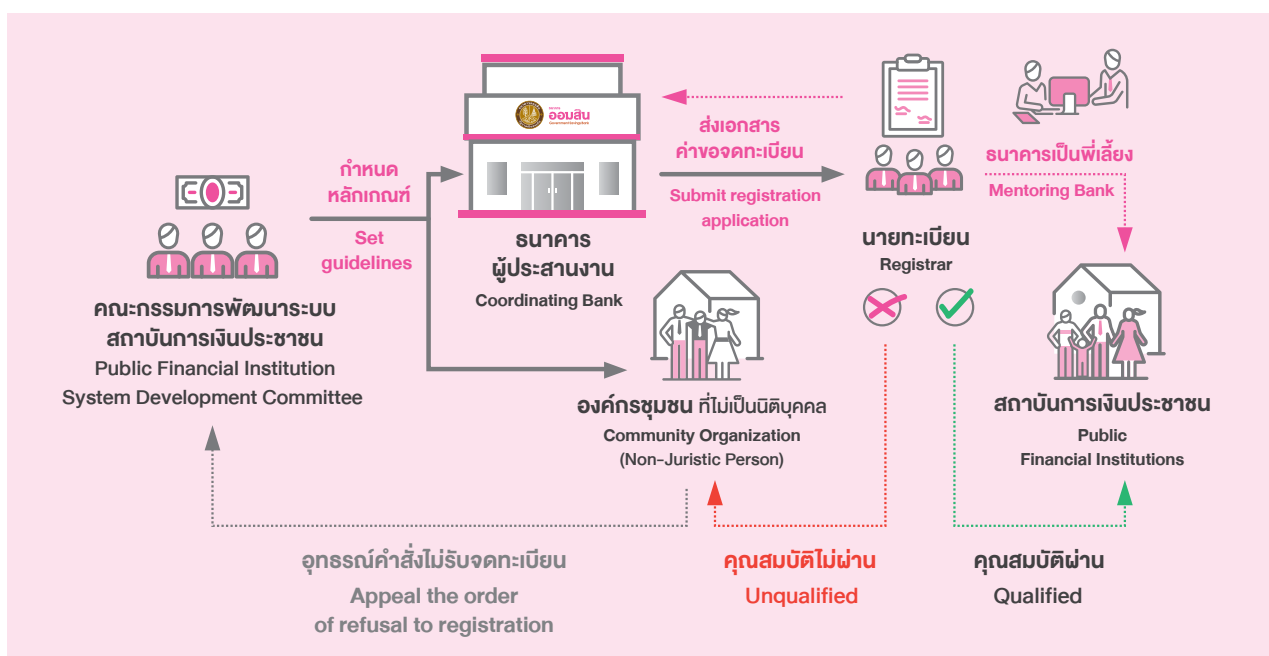 กำหนด
หลักเกณฑ์
Set
guidelines
คณะกรรมการพัฒนาระบบ
สถาบันการเงินประชาชน
Public Financial Institution
System Development Committee
ออมสิน
ธนาคาร
ผู้ประสานงาน
Coordinating Bank
ส่งเอกสาร
คำขอจดทะเบียน
Submit registration
application
นายทะเบียน
Registrar
ธนาคารเป็นพี่เลี้ยง
Mentoring Bank
องค์กรชุมชน ที่ไม่เป็นนิติบุคคล
Community Organization
(Non-Juristic Person)
สถาบันการเงินประชาชน
Public
Financial Institutions
อุทธรณ์คำสั่งไม่รับจดทะเบียน
Appeal the order
of refusal to registration
คุณสมบัติไม่ผ่าน
Unqualified
คุณสมบัติผ่าน
Qualified